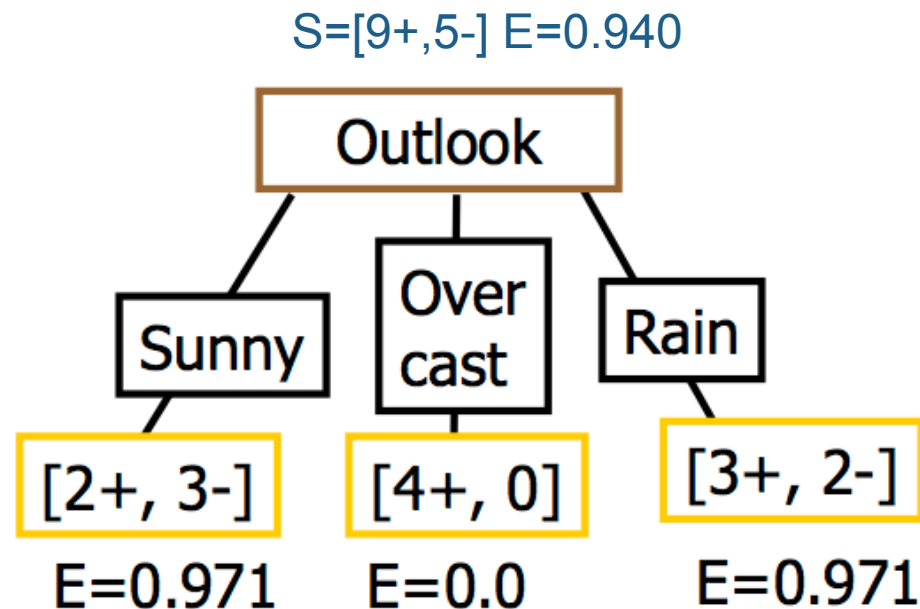 S=[9+,5-] E=0.940
Outlook
Sunny
Over
cast
Rain
[2+, 3-]
[4+, 0]
[3+, 2-]
E=0.971
E=0.0
E=0.971